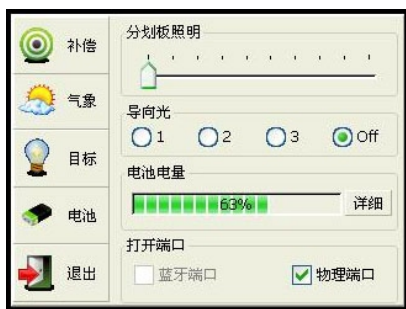 补偿
气象
目标
电池
退出
分划板照明
导向光
1 2 3 Off
电池电量
63% 详细
打开端口
蓝牙端口 物理端口